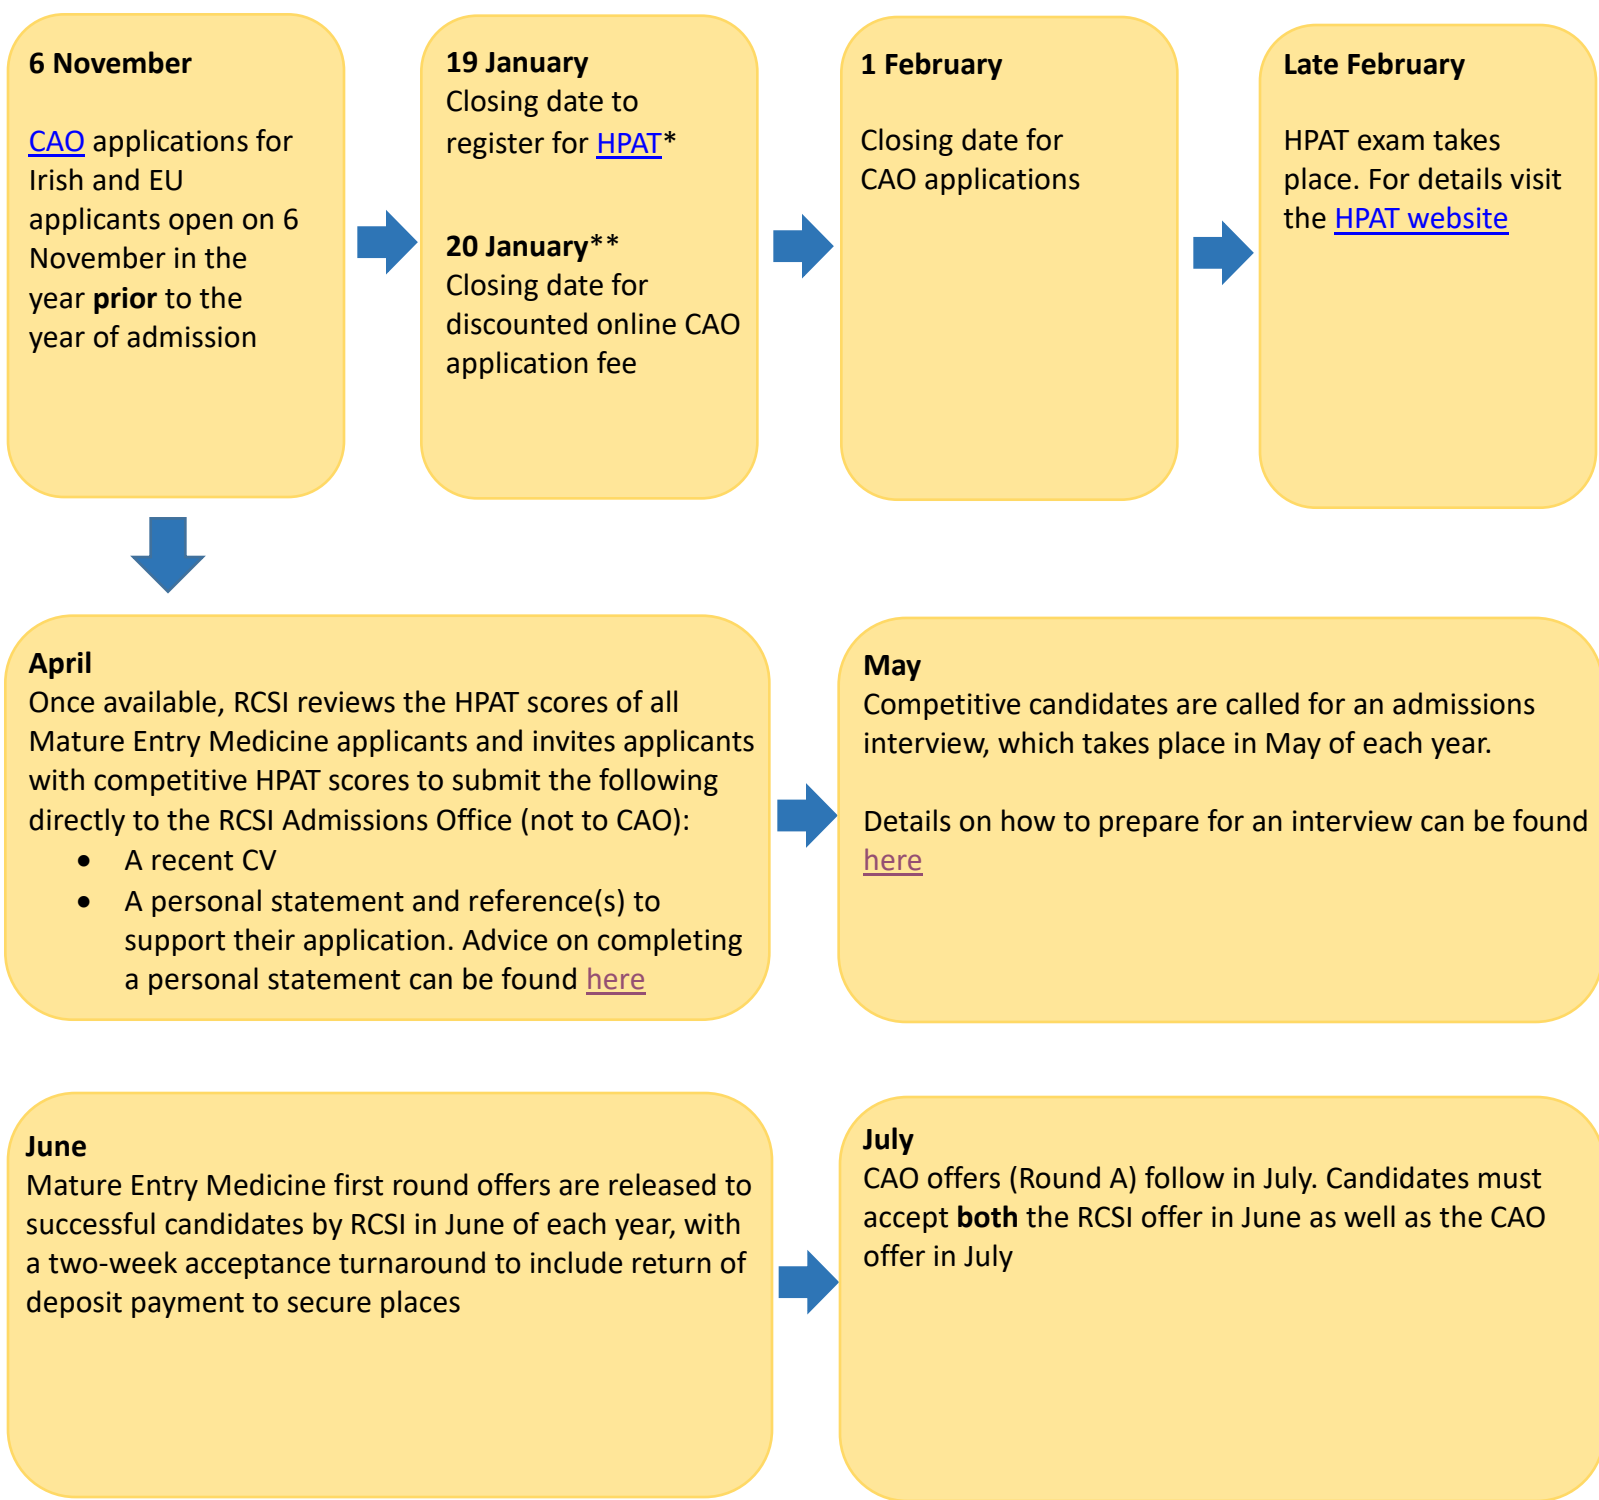 6 November
CAO applications for
Irish and EU
applicants open on 6
November in the
year prior to the
year of admission
19 January
Closing date to
register for HPAT*
20 January**
Closing date for
discounted online CAO
application fee
1 February
Closing date for
CAO applications
Late February
HPAT exam takes
place. For details visit
the HPAT website
April
Once available, RCSI reviews the HPAT scores of all
Mature Entry Medicine applicants and invites applicants
with competitive HPAT scores to submit the following
directly to the RCSI Admissions Office (not to CAO):
• A recent CV
• A personal statement and reference(s) to
support their application. Advice on completing
a personal statement can be found here
May
Competitive candidates are called for an admissions
interview, which takes place in May of each year.
Details on how to prepare for an interview can be found
here
June
Mature Entry Medicine first round offers are released to
successful candidates by RCSI in June of each year, with
a two-week acceptance turnaround to include return of
deposit payment to secure places
July
CAO offers (Round A) follow in July. Candidates must
accept both the RCSI offer in June as well as the CAO
offer in July